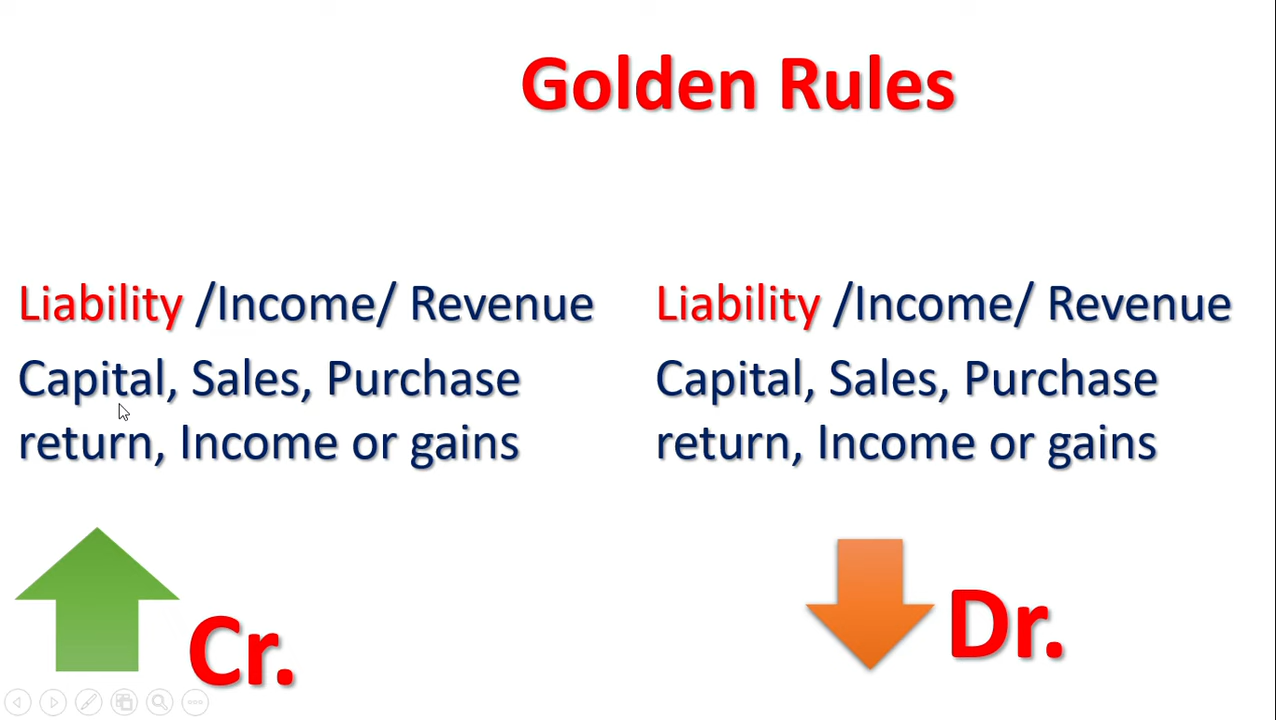 Golden Rules
Liability /Income/ Revenue
Capital, Sales, Purchase
return, Income or gains
Cr.
Liability /Income/ Revenue
Capital, Sales, Purchase
return, Income or gains
Dr.